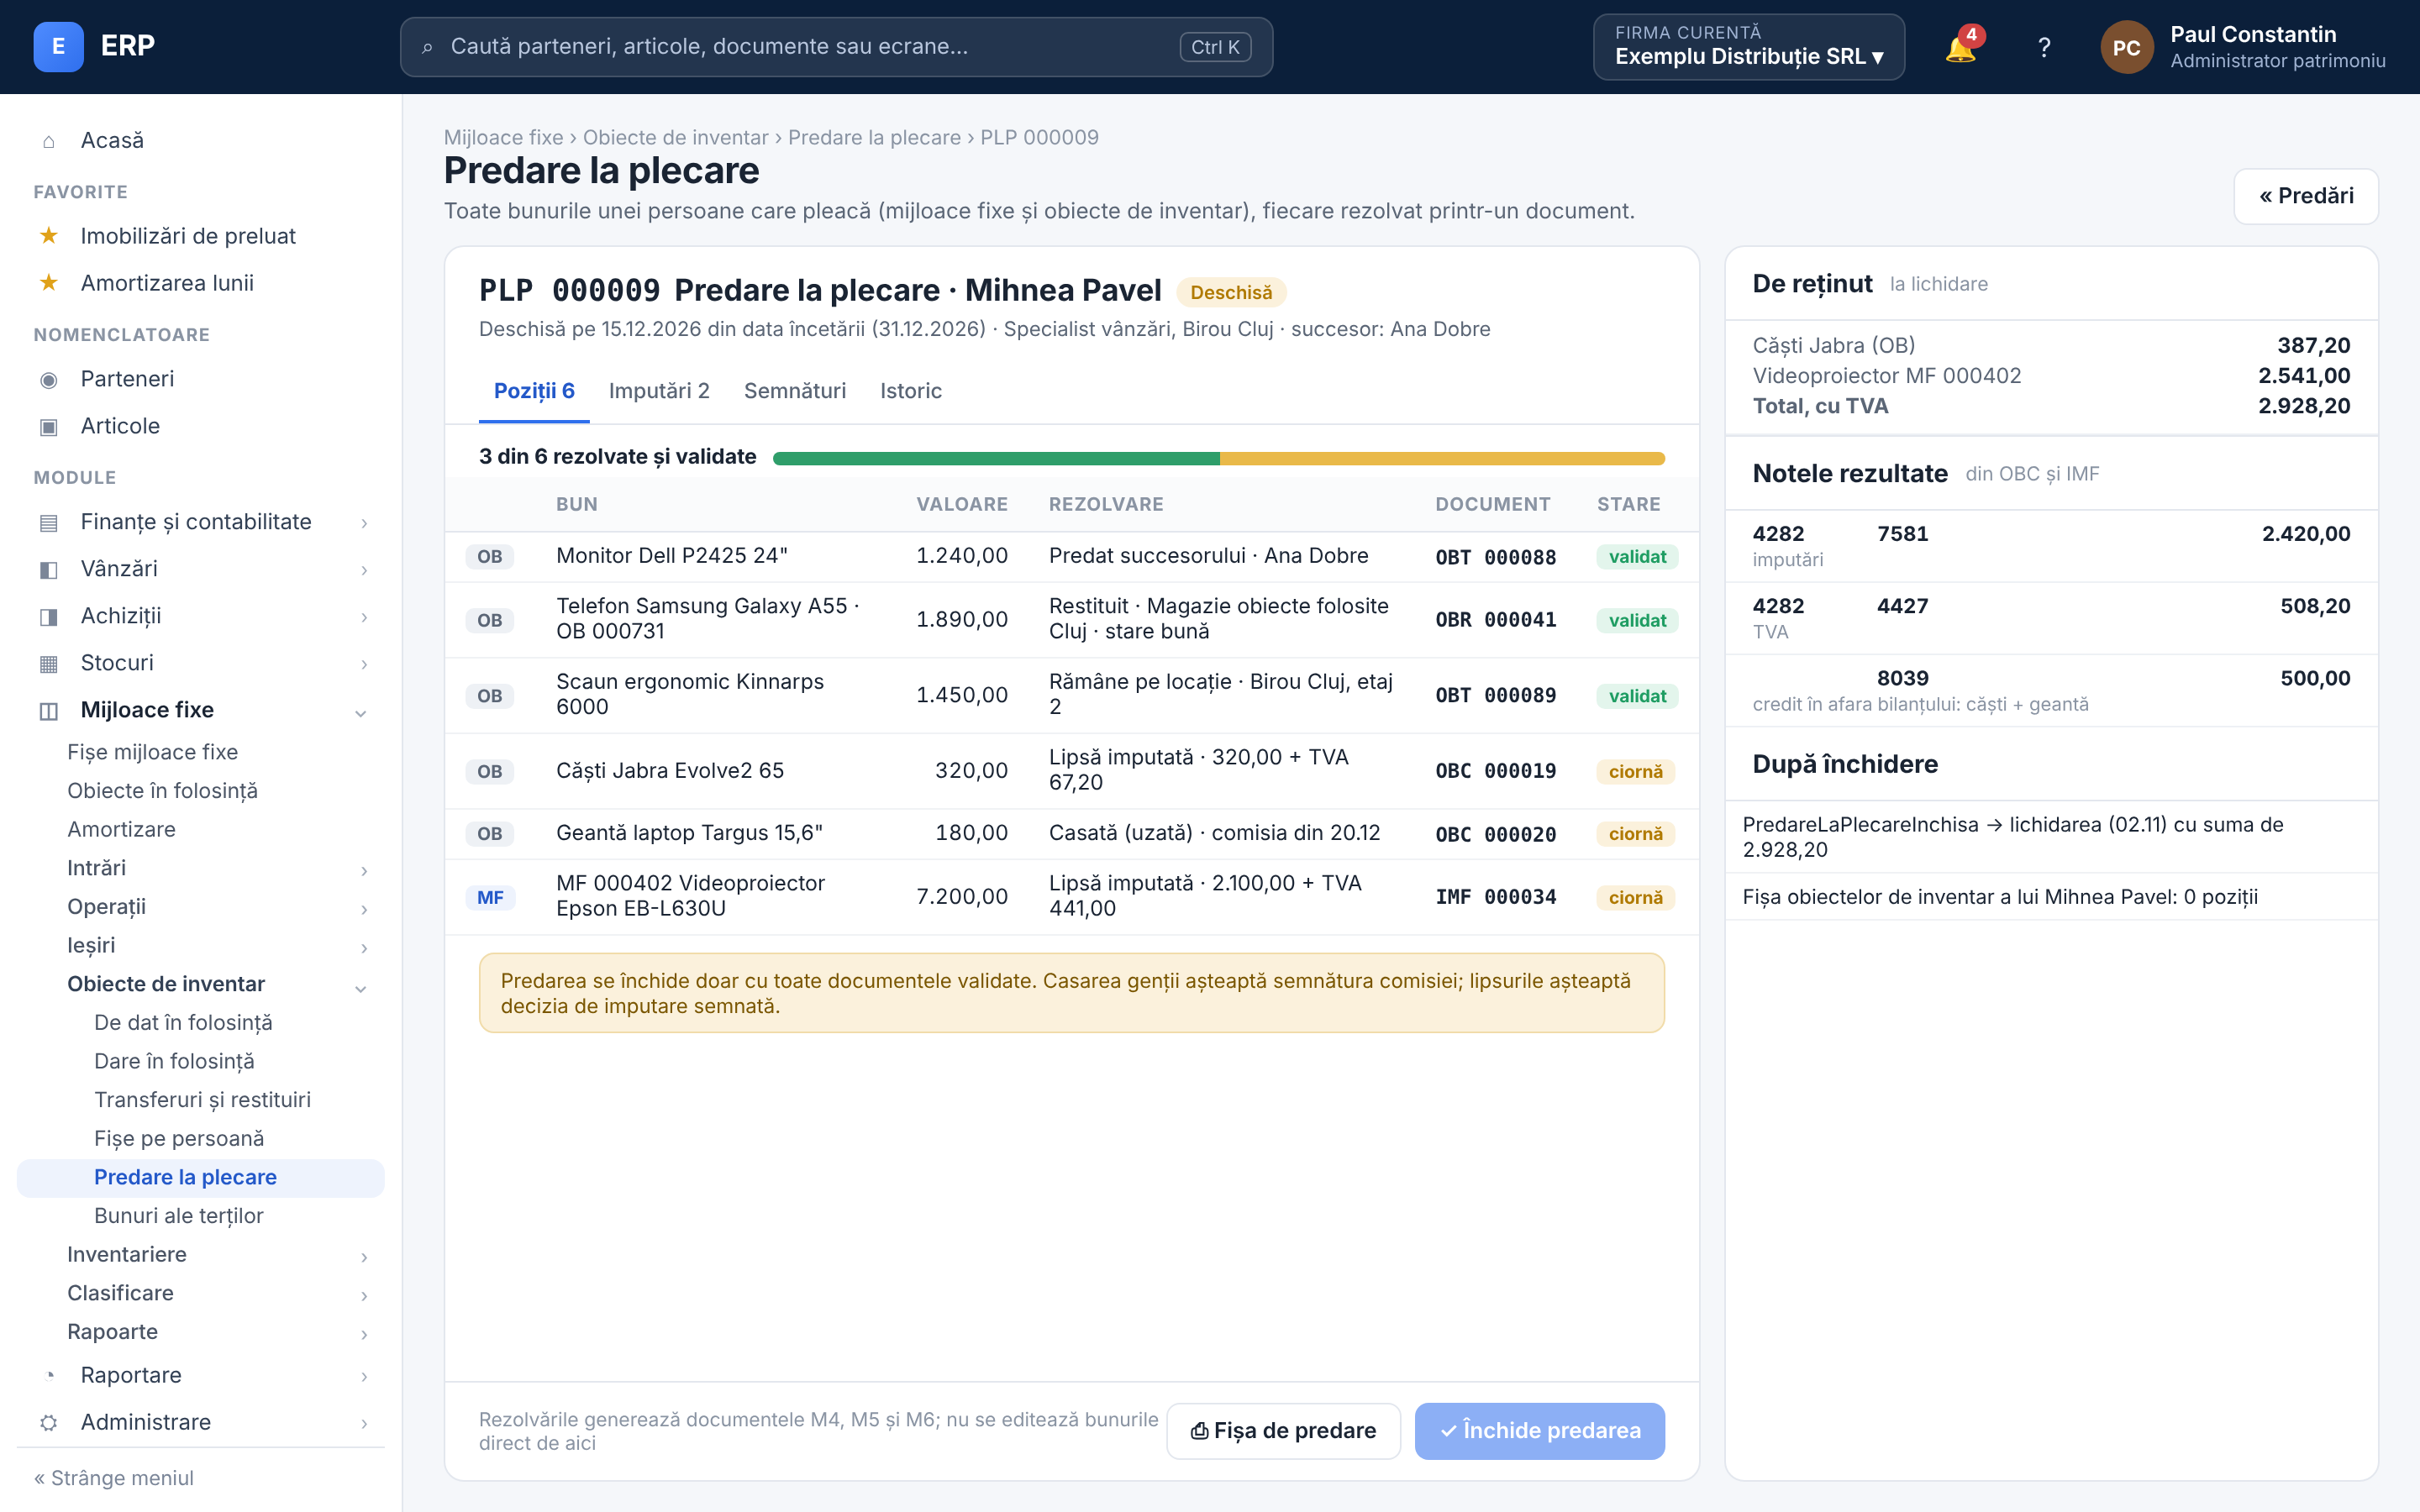 E ERP
Caută parteneri, articole, documente sau ecrane...
Ctrl K
FIRMA CURENTĂ
Exemplu Distribuție SRL ▾
4
?
PC
Paul Constantin
Administrator patrimoniu
Acasă
FAVORITE
★ Imobilizări de preluat
★ Amortizarea lunii
NOMENCLATOARE
Parteneri
Articole
MODULE
Finanțe și contabilitate ›
Vânzări ›
Achiziții ›
Stocuri ›
Mijloace fixe
Fișe mijloace fixe
Obiecte în folosință
Amortizare
Intrări ›
Operații ›
Ieșiri ›
Obiecte de inventar
De dat în folosință
Dare în folosință
Transferuri și restituiri
Fișe pe persoană
Predare la plecare
Bunuri ale terților
Inventariere ›
Clasificare ›
Rapoarte ›
Raportare ›
Administrare ›
« Strânge meniul
Mijloace fixe › Obiecte de inventar › Predare la plecare › PLP 000009
Predare la plecare
Toate bunurile unei persoane care pleacă (mijloace fixe și obiecte de inventar), fiecare rezolvat printr-un document.
« Predări
PLP 000009 Predare la plecare · Mihnea Pavel Deschisă
Deschisă pe 15.12.2026 din data încetării (31.12.2026) · Specialist vânzări, Birou Cluj · succesor: Ana Dobre
Poziții 6 Imputări 2 Semnături Istoric
3 din 6 rezolvate și validate
BUN VALOARE REZOLVARE DOCUMENT STARE
OB Monitor Dell P2425 24" 1.240,00 Predat succesorului · Ana Dobre OBT 000088 validat
OB Telefon Samsung Galaxy A55 · OB 000731 1.890,00 Restituit · Magazie obiecte folosite Cluj · stare bună OBR 000041 validat
OB Scaun ergonomic Kinnarps 6000 1.450,00 Rămâne pe locație · Birou Cluj, etaj 2 OBT 000089 validat
OB Căști Jabra Evolve2 65 320,00 Lipsă imputată · 320,00 + TVA 67,20 OBC 000019 ciornă
OB Geantă laptop Targus 15,6" 180,00 Casată (uzată) · comisia din 20.12 OBC 000020 ciornă
MF MF 000402 Videoproiector Epson EB-L630U 7.200,00 Lipsă imputată · 2.100,00 + TVA 441,00 IMF 000034 ciornă
Predarea se închide doar cu toate documentele validate. Casarea genții așteaptă semnătura comisiei; lipsurile așteaptă
decizia de imputare semnată.
Rezolvările generează documentele M4, M5 și M6; nu se editează bunurile
direct de aici
Fișa de predare
✓ Închide predarea
De reținut la lichidare
Căști Jabra (OB) 387,20
Videoproiector MF 000402 2.541,00
Total, cu TVA 2.928,20
Notele rezultate din OBC și IMF
4282 7581 2.420,00
imputări
4282 4427 508,20
TVA
8039 500,00
credit în afara bilanțului: căști + geantă
După închidere
PredareLaPlecareInchisa → lichidarea (02.11) cu suma de
2.928,20
Fișa obiectelor de inventar a lui Mihnea Pavel: 0 poziții